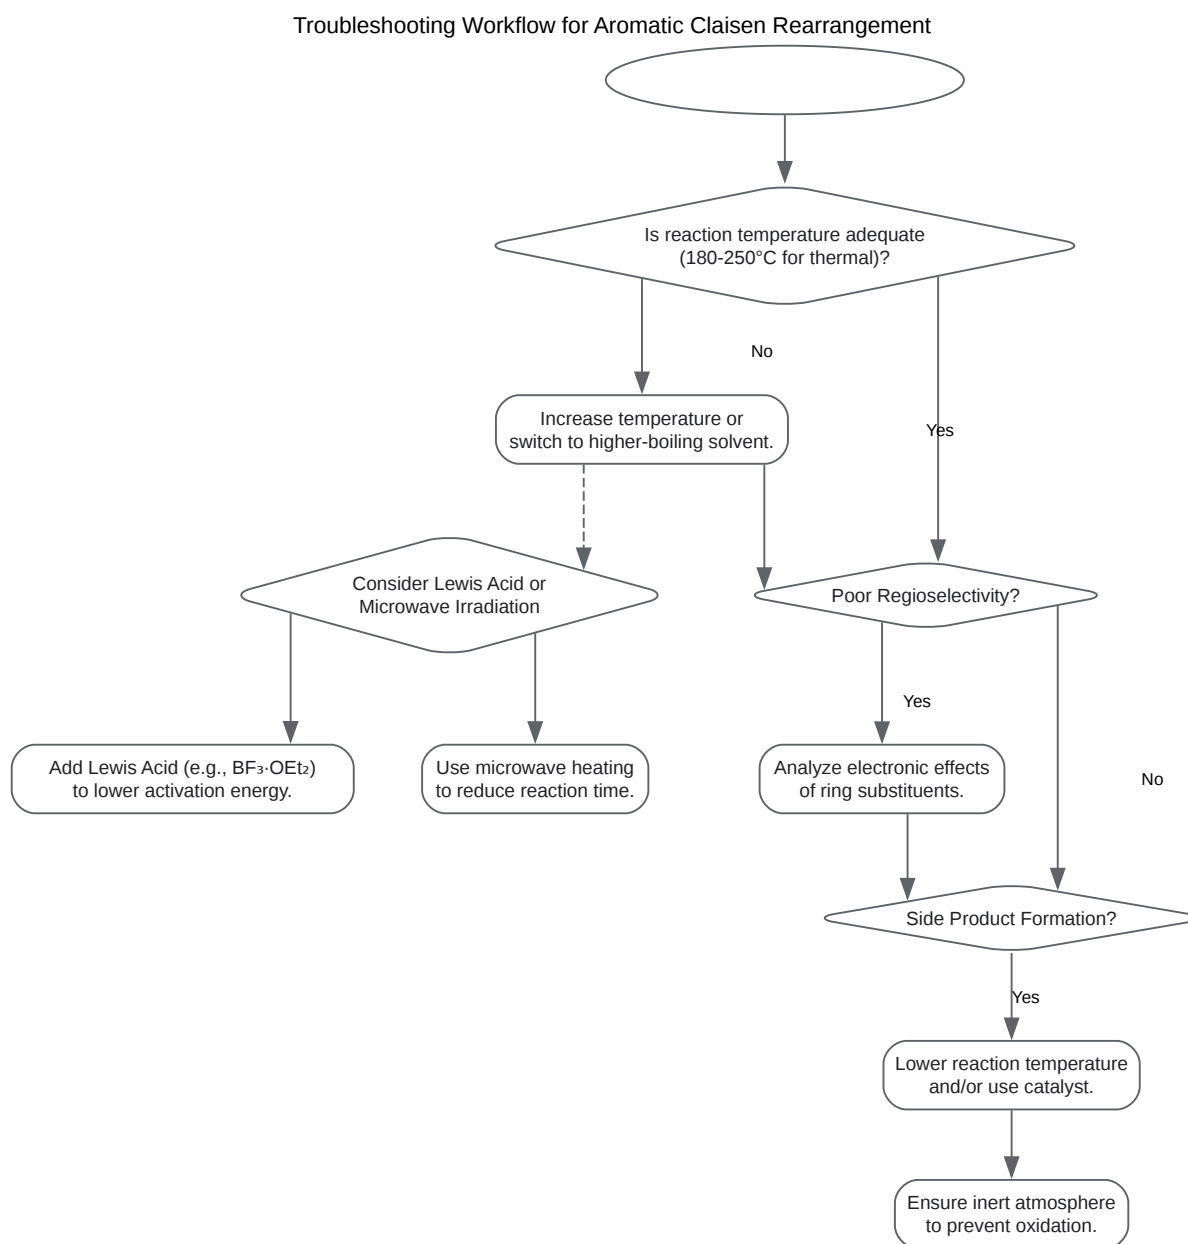 Troubleshooting Workflow for Aromatic Claisen Rearrangement
Is reaction temperature adequate
(180-250°C for thermal)?
No
Increase temperature or
switch to higher-boiling solvent.
Yes
Consider Lewis Acid or
Microwave Irradiation
Poor Regioselectivity?
Yes
Add Lewis Acid (e.g., BF₃·OEt₂)
to lower activation energy.
Use microwave heating
to reduce reaction time.
Analyze electronic effects
of ring substituents.
No
Side Product Formation?
Yes
Lower reaction temperature
and/or use catalyst.
Ensure inert atmosphere
to prevent oxidation.